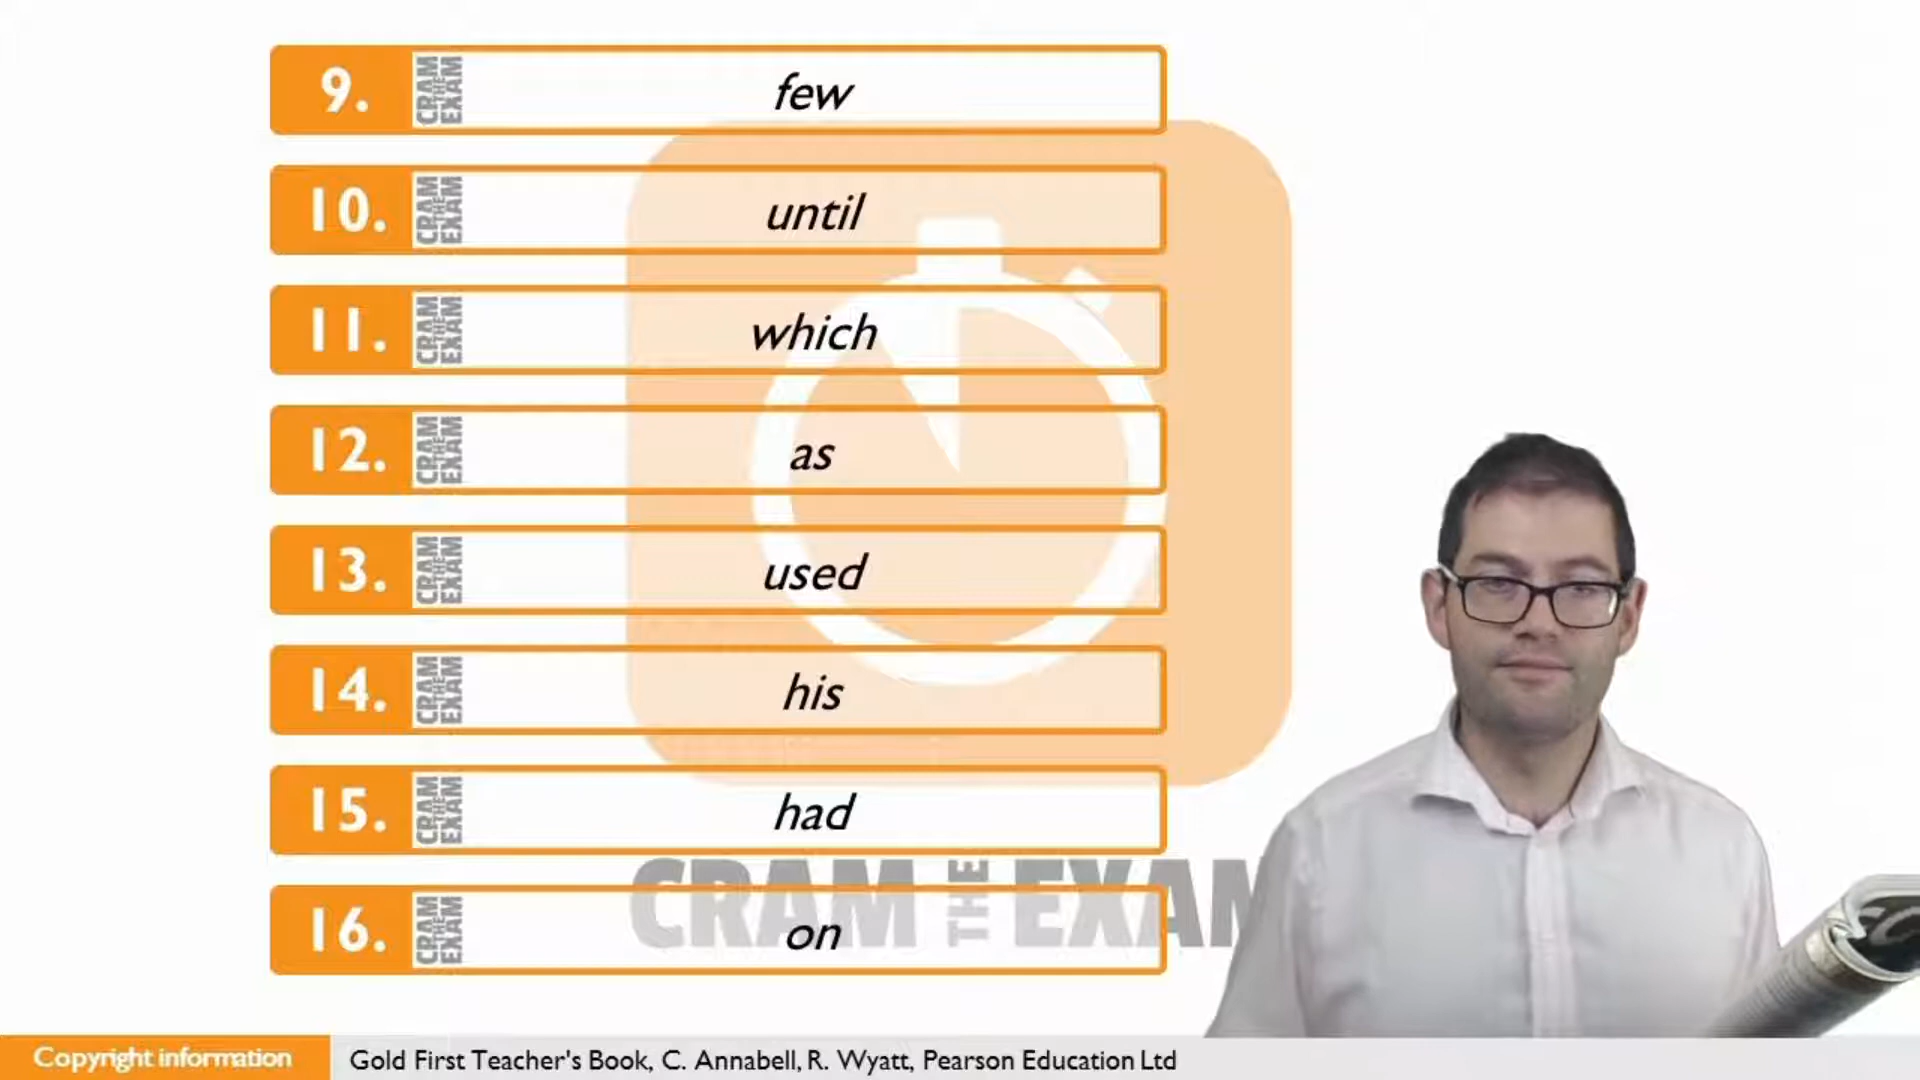 9. CRAM THE EXAM few
10. CRAM THE EXAM until
11. CRAM THE EXAM which
12. CRAM THE EXAM as
13. CRAM THE EXAM used
14. CRAM THE EXAM his
15. CRAM THE EXAM had
16. CRAM THE EXAM on
CRAM THE EXAM
Copyright information Gold First Teacher's Book, C. Annabell, R. Wyatt, Pearson Education Ltd